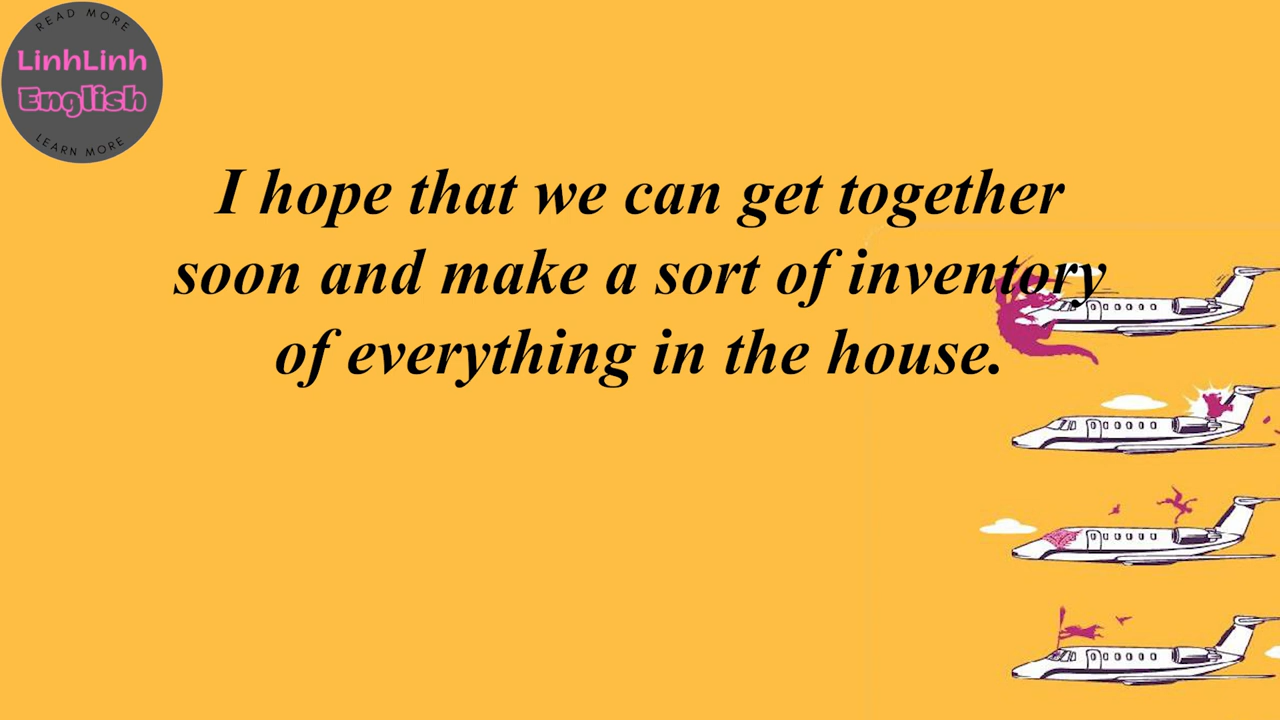 READ MORE
LinhLinh
English
LEARN MORE
I hope that we can get together
soon and make a sort of inventory
of everything in the house.